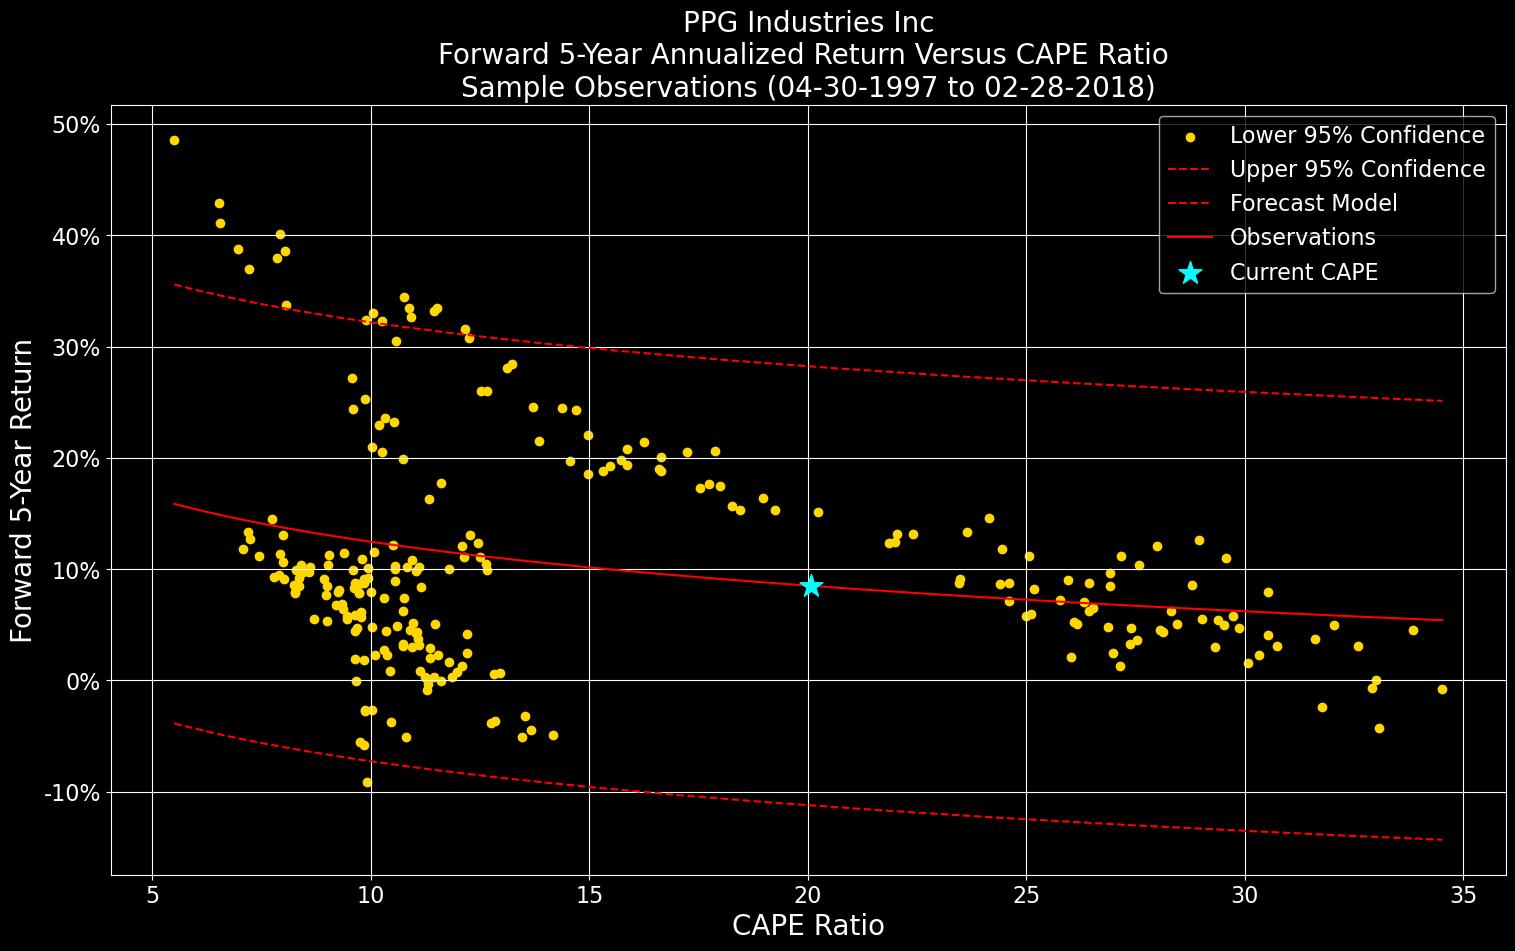 PPG Industries Inc
Forward 5-Year Annualized Return Versus CAPE Ratio
Sample Observations (04-30-1997 to 02-28-2018)
Lower 95% Confidence
Upper 95% Confidence
Forecast Model
Observations
Current CAPE
Forward 5-Year Return
50%
40%
30%
20%
10%
0%
-10%
5 10 15 20 25 30 35
CAPE Ratio